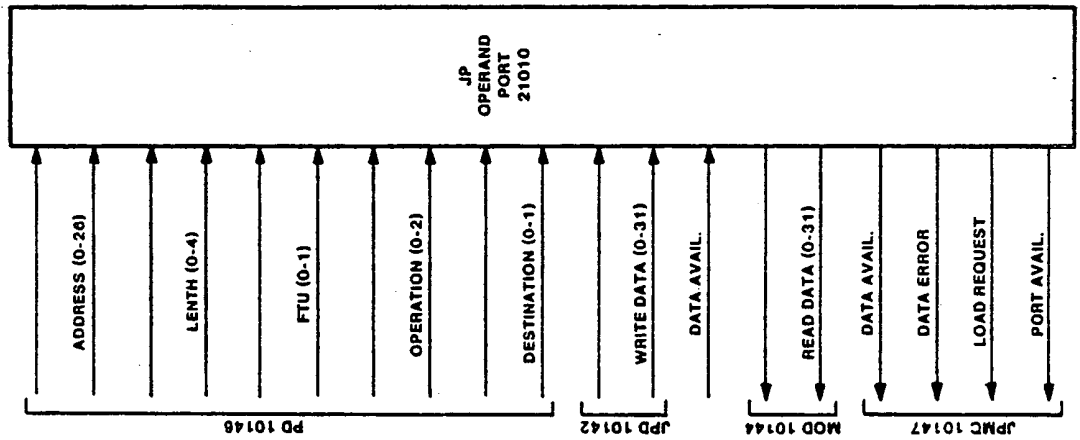 JP
OPERAND
PORT
21010
ADDRESS (0-26)
LENTH (0-4)
FTU (0-1)
OPERATION (0-2)
DESTINATION (0-1)
WRITE DATA (0-31)
DATA AVAIL.
READ DATA (0-31)
DATA AVAIL.
DATA ERROR
LOAD REQUEST
PORT AVAIL.
PD 10146
JPD 10142
MOD 10144
JPMC 10147